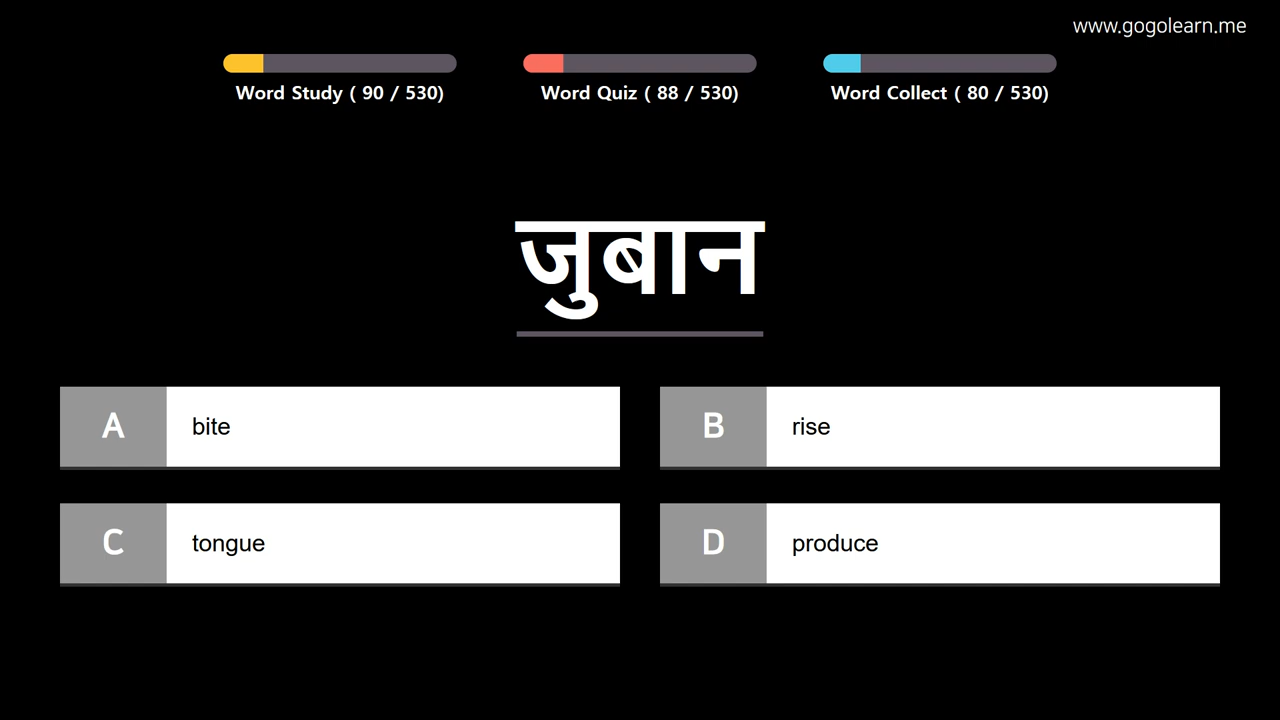 www.gogolearn.me
Word Study ( 90 / 530)
Word Quiz ( 88 / 530)
Word Collect ( 80 / 530)
जुबान
A bite
B rise
C tongue
D produce